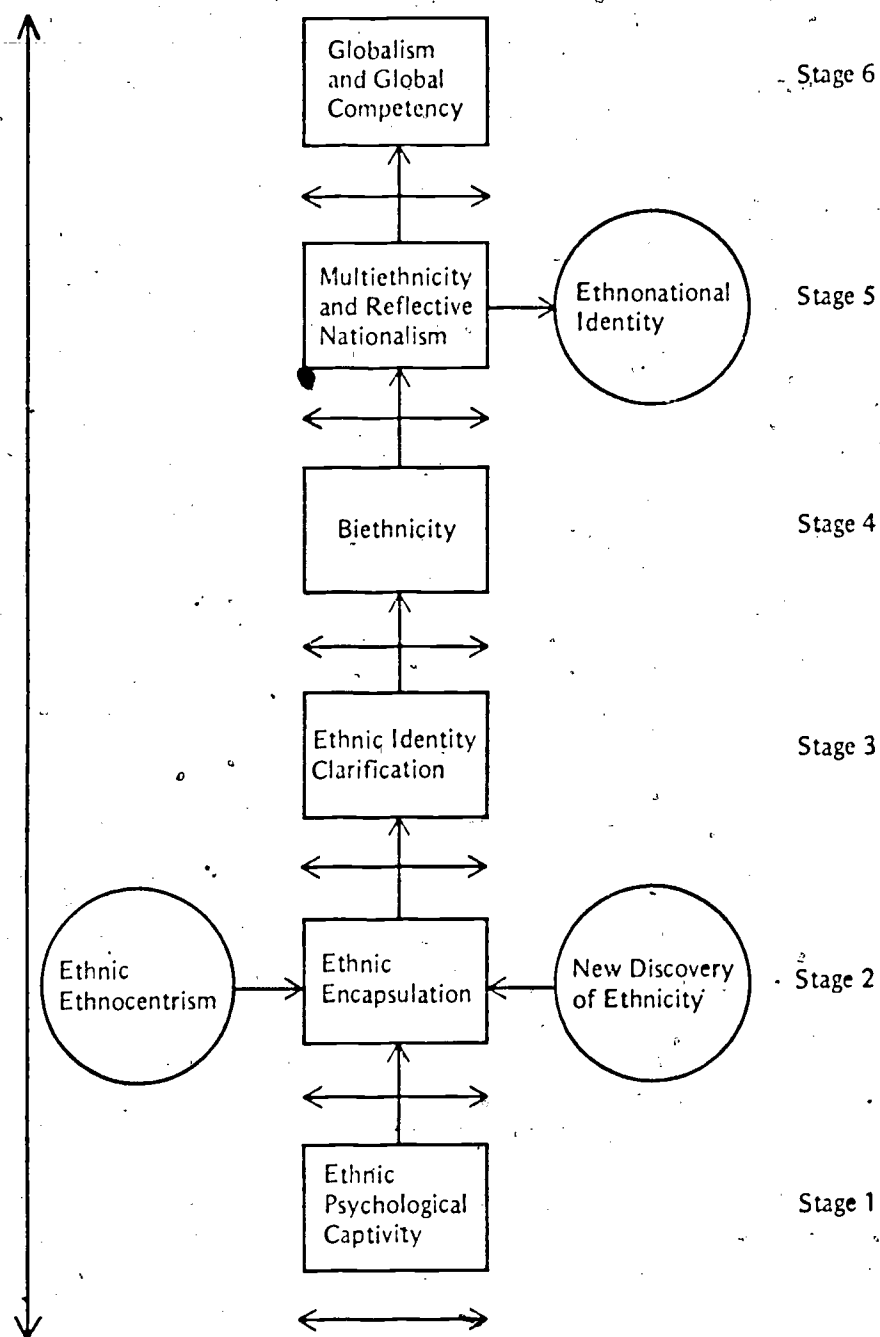 Globalism
and Global
Competency
Stage 6
Multiethnicity
and Reflective
Nationalism
Ethnonational
Identity
Stage 5
Biethnicity
Stage 4
Ethnic Identity
Clarification
Stage 3
Ethnic
Ethnocentrism
Ethnic
Encapsulation
New Discovery
of Ethnicity
Stage 2
Ethnic
Psychological
Captivity
Stage 1